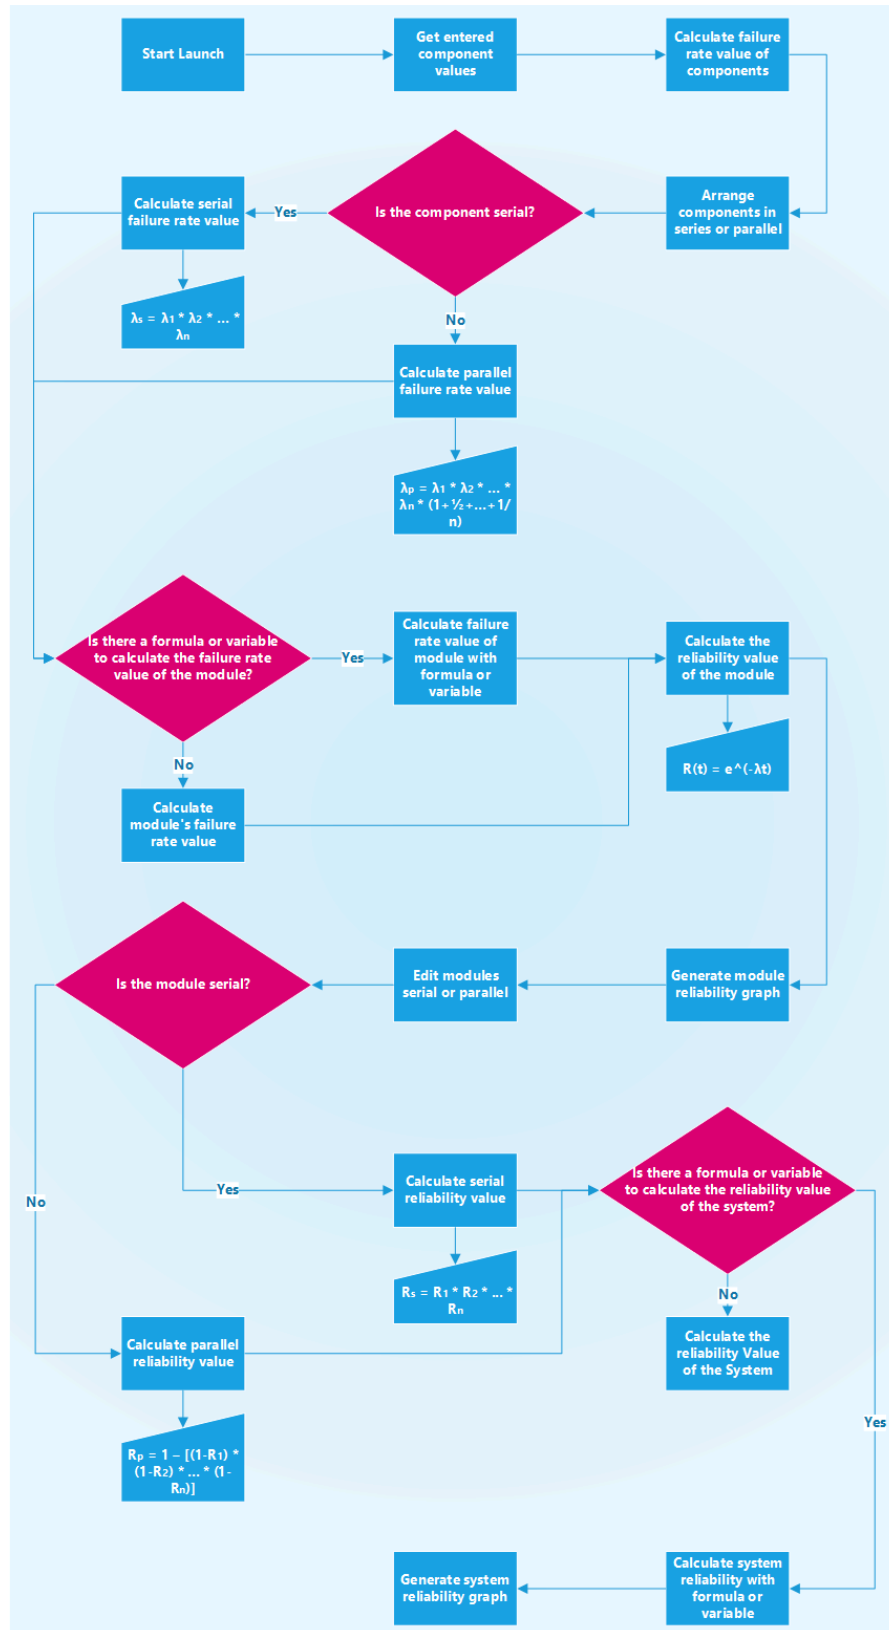 Start Launch
Get entered
component
values
Calculate failure
rate value of
components
Calculate serial
failure rate value
Yes
Is the component serial?
Arrange
components in
series or parallel
λs = λ1 * λ2 * ... *
λn
No
Calculate parallel
failure rate value
λp = λ1 * λ2 * ... *
λn * (1+½+...+1/
n)
Is there a formula or variable
to calculate the failure rate
value of the module?
Yes
Calculate failure
rate value of
module with
formula or
variable
Calculate the
reliability value
of the module
R(t) = e^(-λt)
No
Calculate
module's failure
rate value
Is the module serial?
Edit modules
serial or parallel
Generate module
reliability graph
No
Yes
Calculate serial
reliability value
Is there a formula or variable
to calculate the reliability value
of the system?
Rs = R1 * R2 * ... *
Rn
No
Calculate parallel
reliability value
Calculate the
reliability Value
of the System
Yes
Rp = 1 – [(1-R1) *
(1-R2) * ... * (1-
Rn)]
Generate system
reliability graph
Calculate system
reliability with
formula or
variable